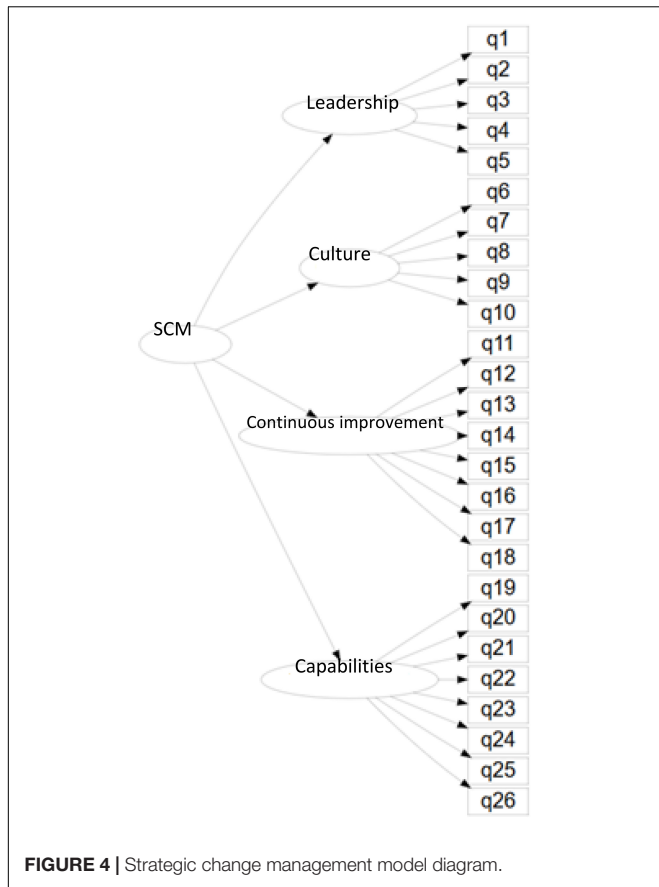 q1
q2
Leadership
q3
q4
q5
q6
q7
Culture
q8
q9
q10
SCM
q11
q12
q13
Continuous improvement
q14
q15
q16
q17
q18
q19
q20
q21
Capabilities
q22
q23
q24
q25
q26
FIGURE 4 | Strategic change management model diagram.